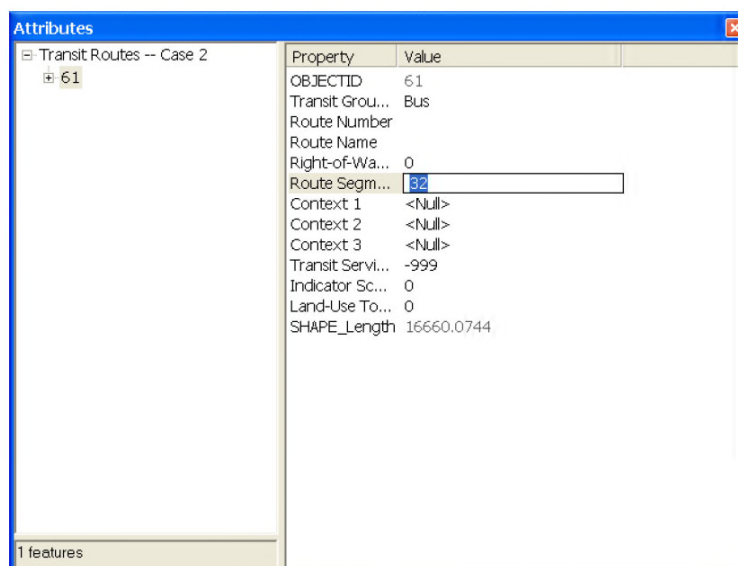 Attributes
Transit Routes -- Case 2
61
Property Value
OBJECTID 61
Transit Grou... Bus
Route Number
Route Name
Right-of-Wa... 0
Route Segm... 32
Context 1 <Null>
Context 2 <Null>
Context 3 <Null>
Transit Servi... -999
Indicator Sc... 0
Land-Use To... 0
SHAPE_Length 16660.0744
1 features